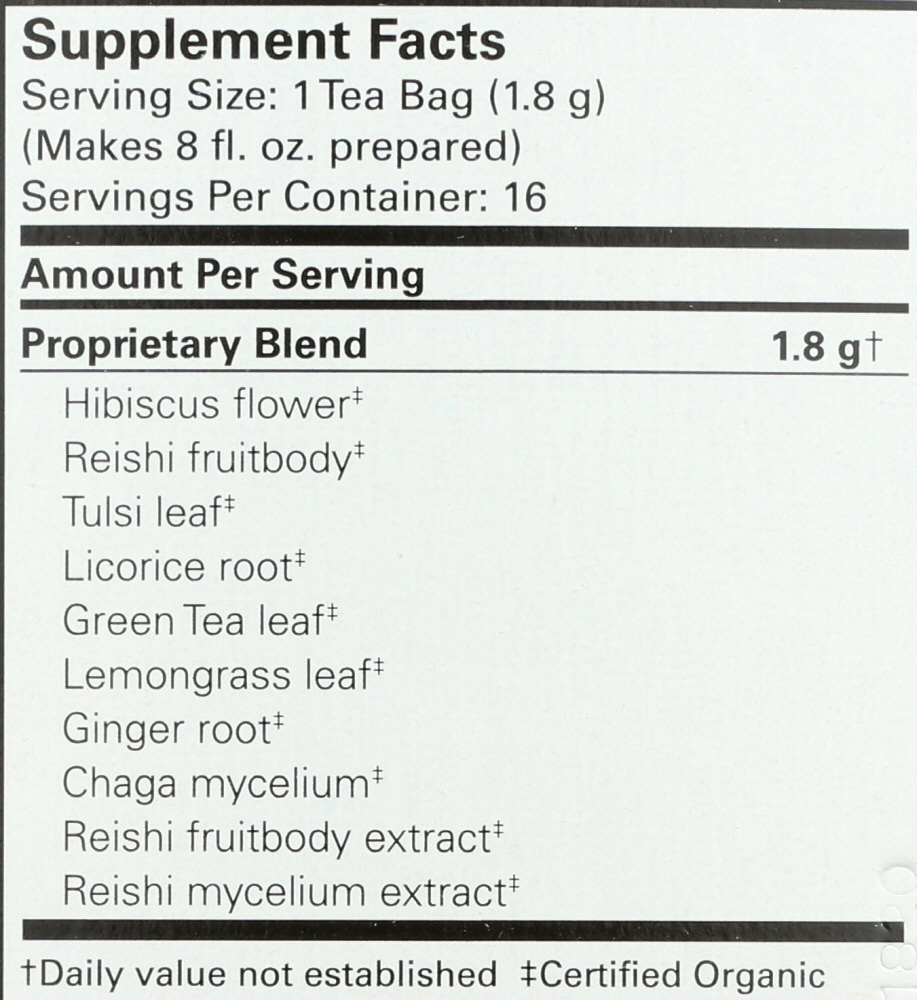 Supplement Facts
Serving Size: 1 Tea Bag (1.8 g)
(Makes 8 fl. oz. prepared)
Servings Per Container: 16
Amount Per Serving
Proprietary Blend 1.8 g†
Hibiscus flower‡
Reishi fruitbody‡
Tulsi leaf‡
Licorice root‡
Green Tea leaf‡
Lemongrass leaf‡
Ginger root‡
Chaga mycelium‡
Reishi fruitbody extract‡
Reishi mycelium extract‡
†Daily value not established ‡Certified Organic